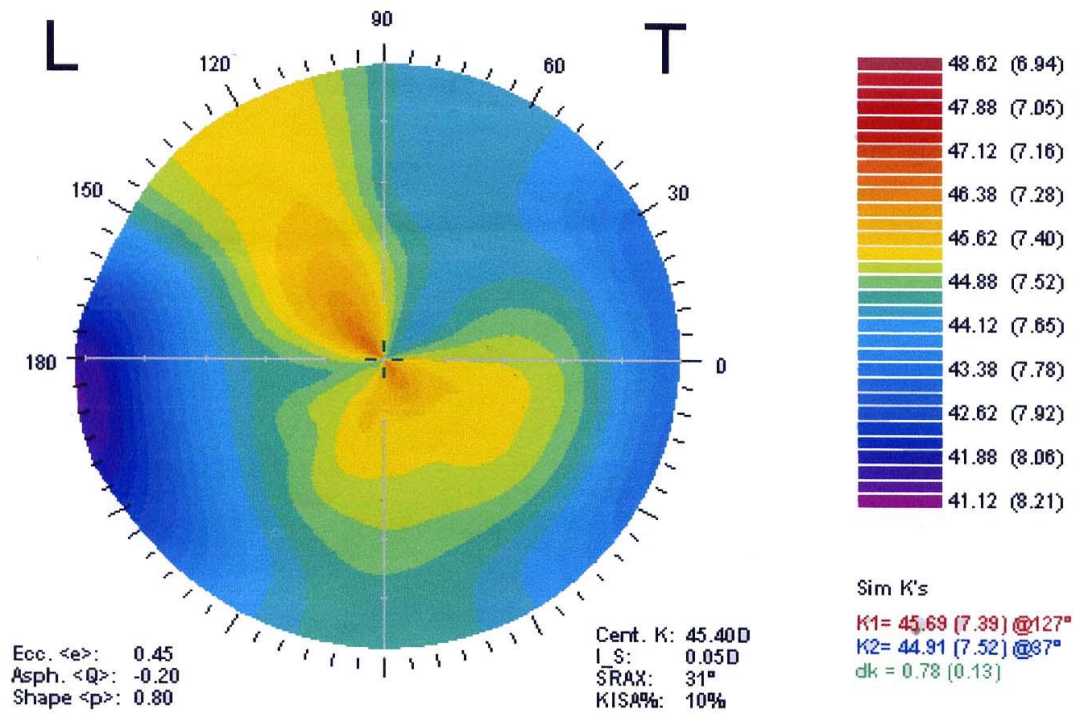 L
T
90
120
60
150
30
180
0
48.62 (6.94)
47.88 (7.05)
47.12 (7.16)
46.38 (7.28)
45.62 (7.40)
44.88 (7.52)
44.12 (7.65)
43.38 (7.78)
42.62 (7.92)
41.88 (8.06)
41.12 (8.21)
Sim K's
K1= 45.69 (7.39) @127°
K2= 44.91 (7.52) @37°
dk = 0.78 (0.13)
Ecc. <e>: 0.45
Asph. <Q>: -0.20
Shape <p>: 0.80
Cent. K: 45.40D
I_S: 0.05D
SRAX: 31°
KISA%: 10%